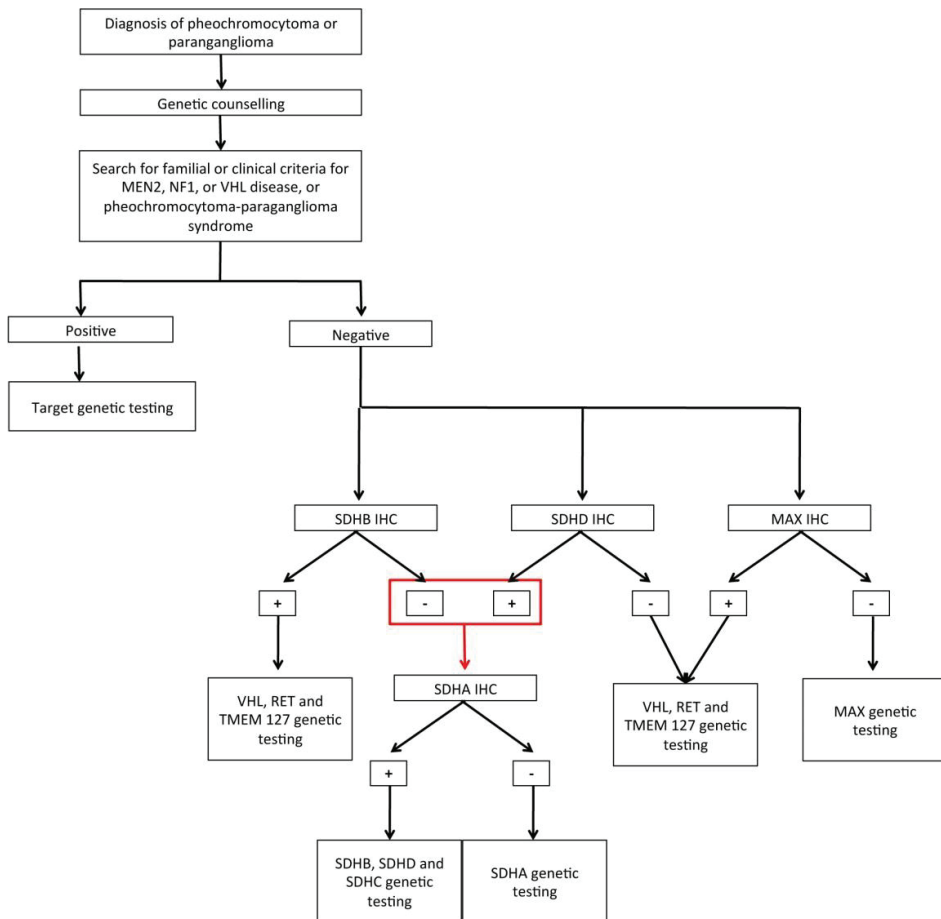 Diagnosis of pheochromocytoma or
paranganglioma
Genetic counselling
Search for familial or clinical criteria for
MEN2, NF1, or VHL disease, or
pheochromocytoma-paraglioma
syndrome
Positive
Negative
Target genetic testing
SDHB IHC
SDHD IHC
MAX IHC
+
-
+
-
+
-
SDHA IHC
VHL, RET and
TMEM 127 genetic
testing
VHL, RET and
TMEM 127 genetic
testing
MAX genetic
testing
+
-
SDHB, SDHD and
SDHC genetic
testing
SDHA genetic
testing